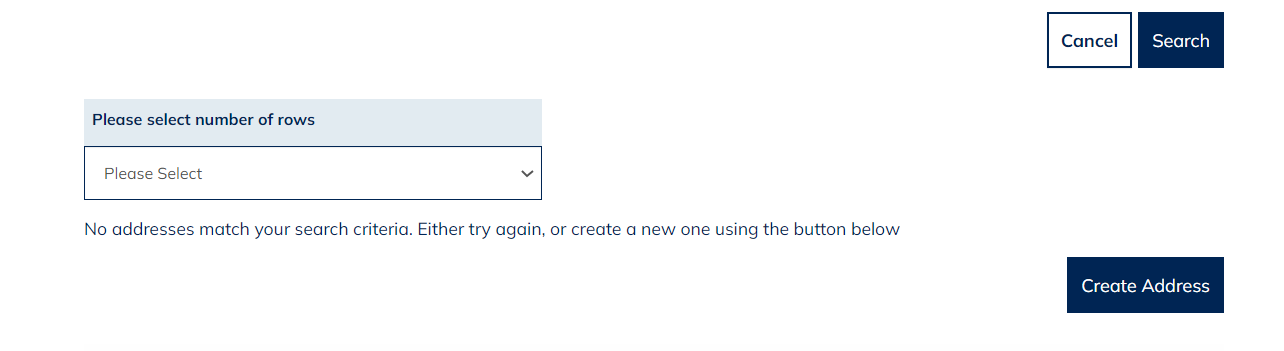 Cancel
Search
Please select number of rows
Please Select
No addresses match your search criteria. Either try again, or create a new one using the button below
Create Address